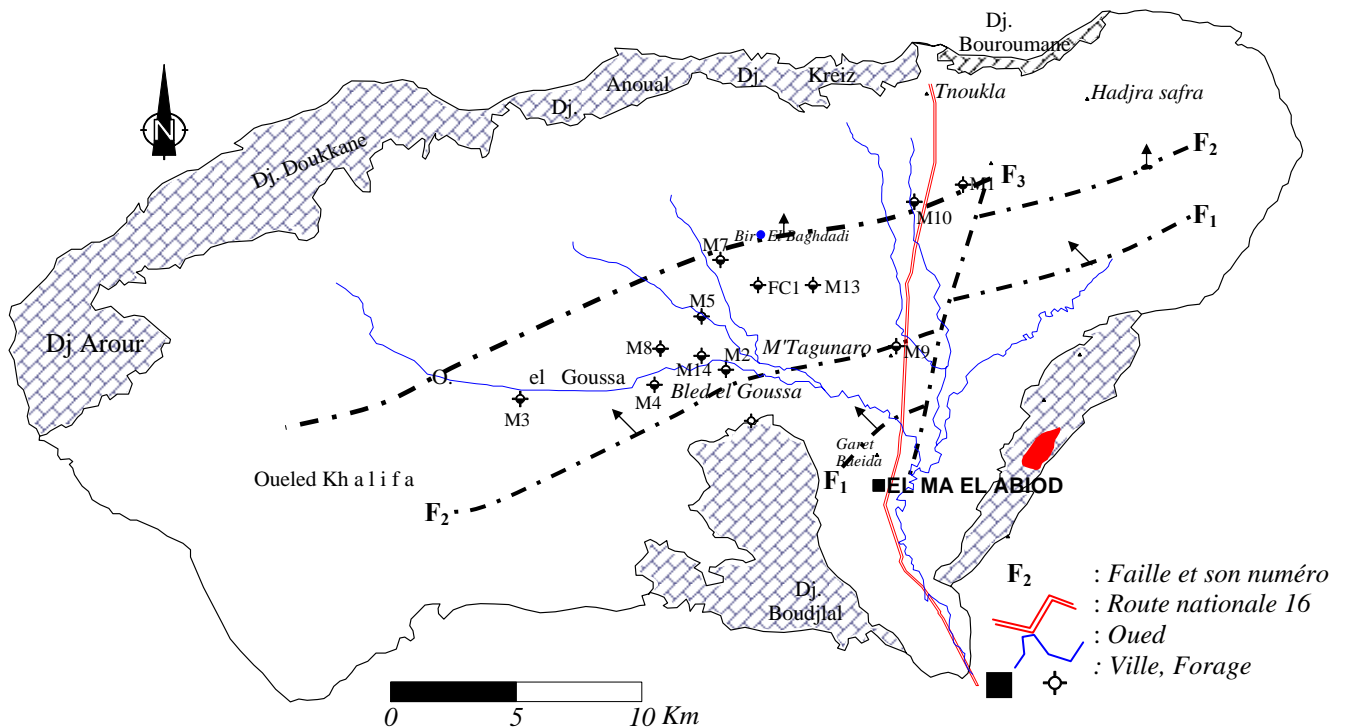 Dj.
Bouroumane
Dj. Anoual Dj. Kreiz
Tnoukla
Hadjra safra
N
Dj. Doukkane
F2
M1
F3
M10
F1
Bir El Baghdadi
M7
FC1
M13
M5
Dj Arour
M8
M'Tagunaro
M9
M14
M2
O. el Goussa
Bled el Goussa
M4
M3
Garet
Oueled Kh a l i f a
F1
EL MA EL ABIOD
F2
F2 : Faille et son numéro
: Route nationale 16
: Oued
: Ville, Forage
Dj.
Boudjlal
0 5 10 Km